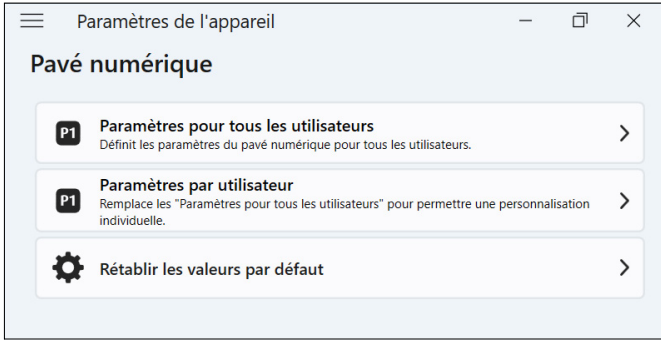 Paramètres de l'appareil
Pavé numérique
P1
Paramètres pour tous les utilisateurs
Définit les paramètres du pavé numérique pour tous les utilisateurs.
P1
Paramètres par utilisateur
Remplace les "Paramètres pour tous les utilisateurs" pour permettre une personnalisation
individuelle.
Rétablir les valeurs par défaut